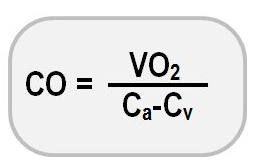 CO = VO₂
Cₐ-Cᵥ